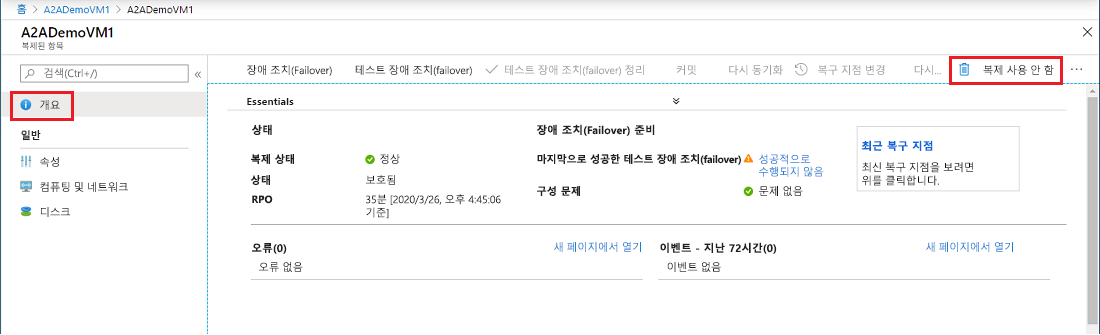 홈 > A2ADemoVM1 > A2ADemoVM1
A2ADemoVM1
복제된 항목
검색(Ctrl+/)
개요
일반
속성
컴퓨팅 및 네트워크
디스크
장애 조치(Failover) 테스트 장애 조치(failover) 테스트 장애 조치(failover) 정리 커밋 다시 동기화 복구 지점 변경 다시... 복제 사용 안 함 ...
Essentials
상태
복제 상태 정상
상태 보호됨
RPO 35분 [2020/3/26, 오후 4:45:06
기준]
장애 조치(Failover) 준비
마지막으로 성공한 테스트 장애 조치(failover) 성공적으로
수행되지 않음
구성 문제 문제 없음
최근 복구 지점
최신 복구 지점을 보려면
위를 클릭합니다.
오류(0) 새 페이지에서 열기
오류 없음
이벤트 - 지난 72시간(0) 새 페이지에서 열기
이벤트 없음